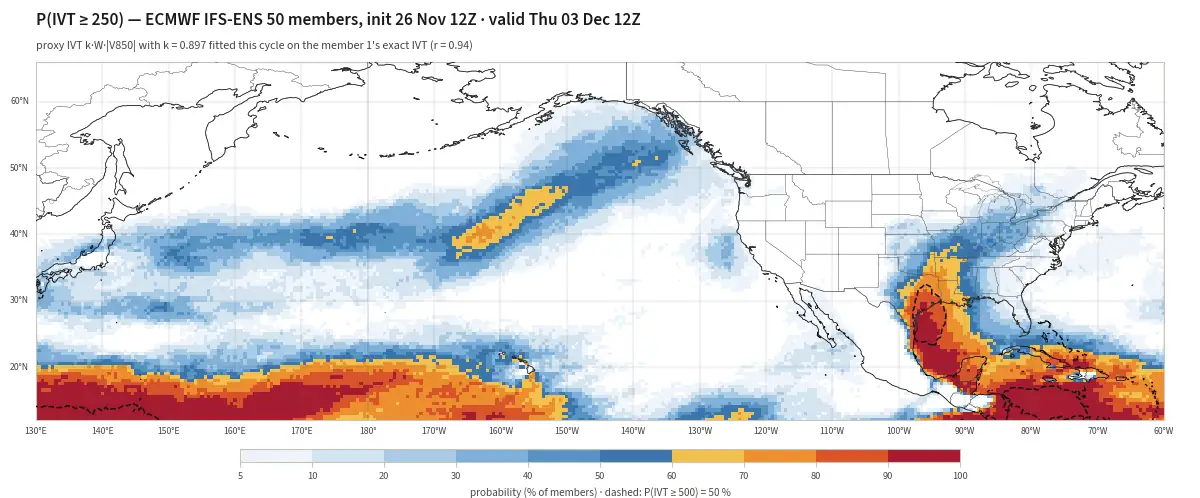 P(IVT ≥ 250) — ECMWF IFS-ENS 50 members, init 26 Nov 12Z · valid Thu 03 Dec 12Z
proxy IVT k·W·|V850| with k = 0.897 fitted this cycle on the member 1's exact IVT (r = 0.94)
60°N
50°N
40°N
30°N
20°N
130°E 140°E 150°E 160°E 170°E 180° 170°W 160°W 150°W 140°W 130°W 120°W 110°W 100°W 90°W 80°W 70°W 60°W
5 10 20 30 40 50 60 70 80 90 100
probability (% of members) · dashed: P(IVT ≥ 500) = 50 %